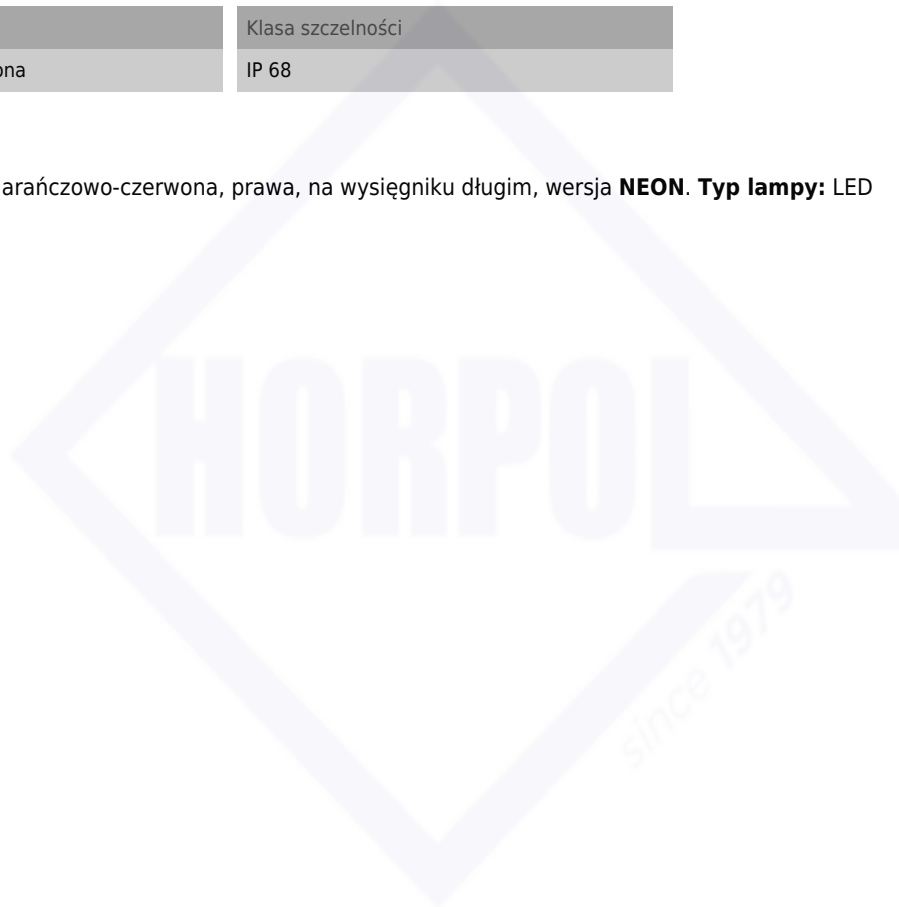 Klasa szczelności
ona IP 68
arańczowo-czerwona, prawa, na wysięgniku długim, wersja NEON. Typ lampy: LED
HORPOL
since 1979